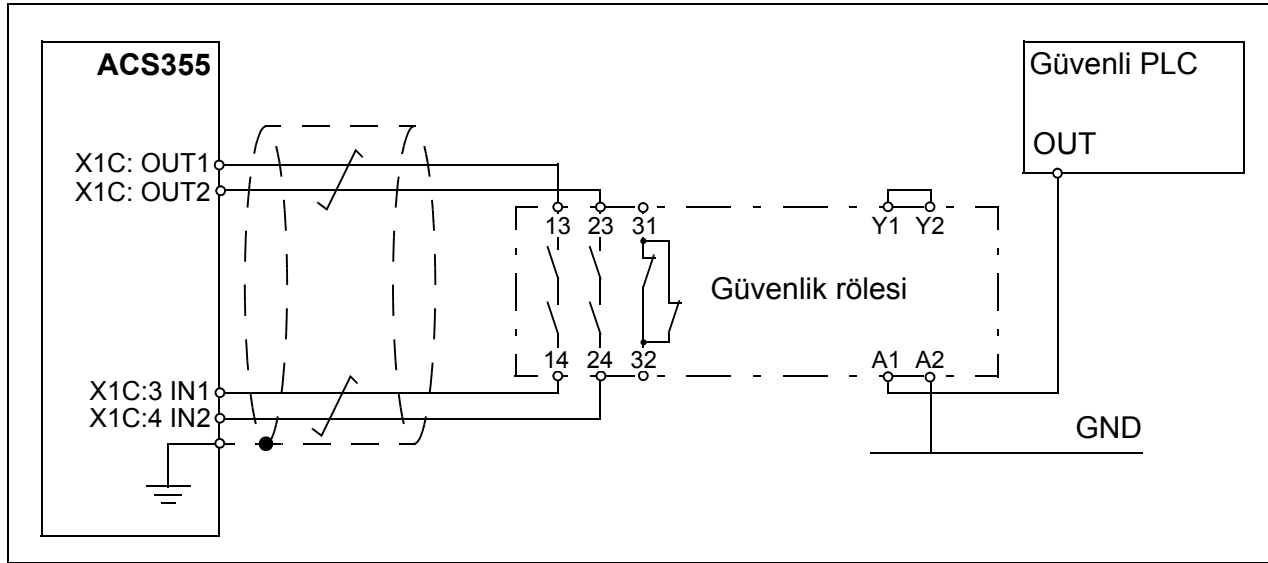 ACS355
Güvenli PLC
OUT
X1C: OUT1
X1C: OUT2
13 23 31
Y1 Y2
Güvenlik rölesi
14 24 32
A1 A2
X1C:3 IN1
X1C:4 IN2
GND